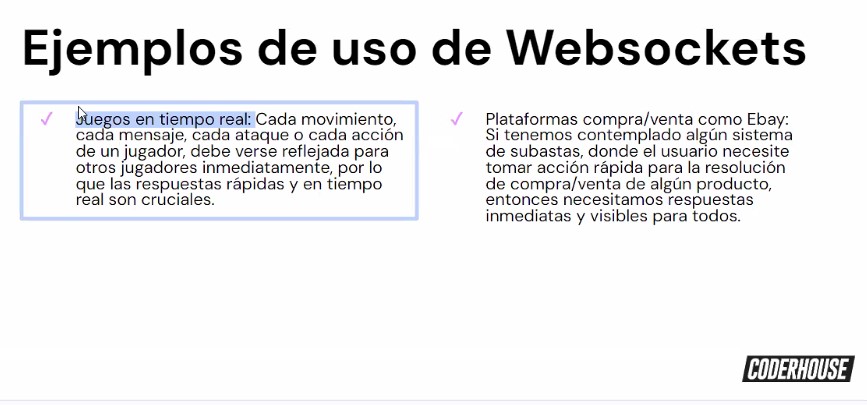 Ejemplos de uso de Websockets
✓ Juegos en tiempo real: Cada movimiento,
cada mensaje, cada ataque o cada acción
de un jugador, debe verse reflejada para
otros jugadores inmediatamente, por lo
que las respuestas rápidas y en tiempo
real son cruciales.
✓ Plataformas compra/venta como Ebay:
Si tenemos contemplado algún sistema
de subastas, donde el usuario necesite
tomar acción rápida para la resolución
de compra/venta de algún producto,
entonces necesitamos respuestas
inmediatas y visibles para todos.
CODERHOUSE